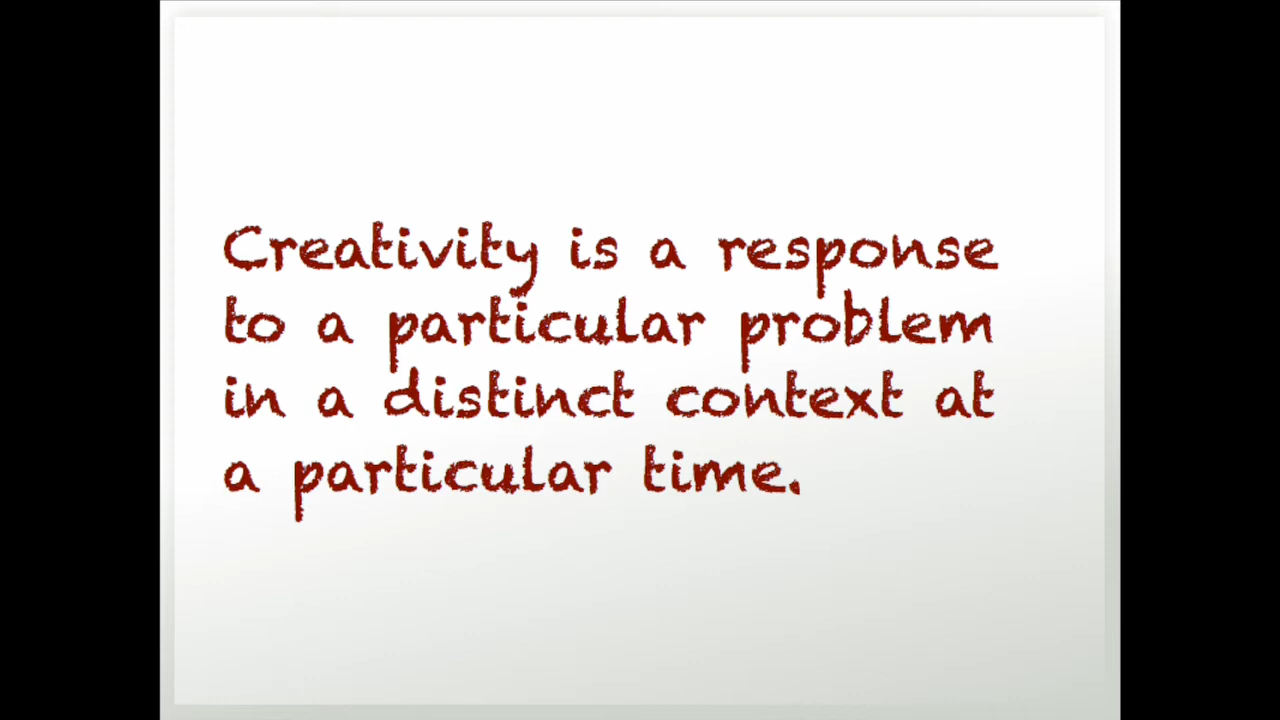 Creativity is a response
to a particular problem
in a distinct context at
a particular time.